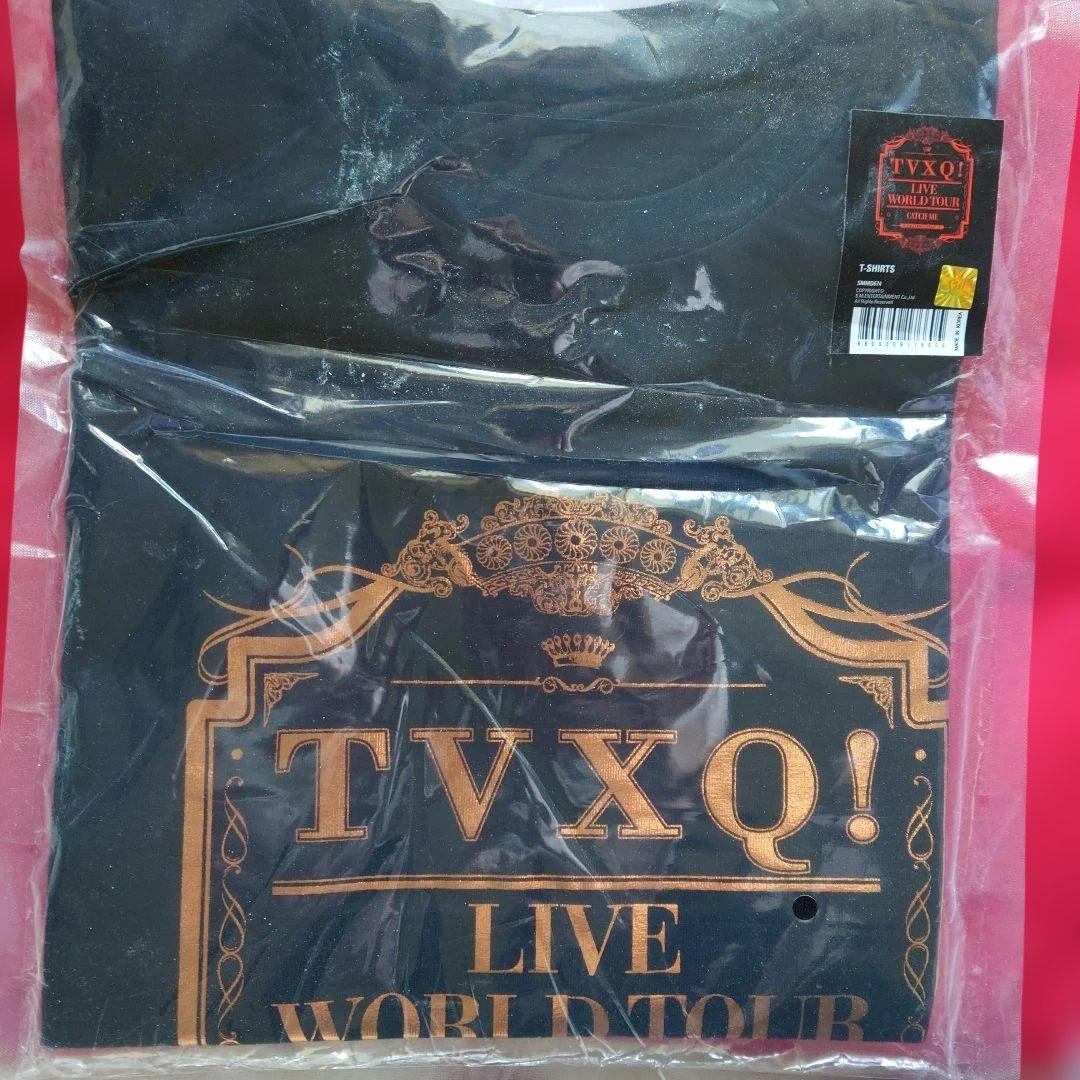 TVXQ!
LIVE
WORLD TOUR
CATCH ME
T-SHIRTS
COPYRIGHT ©
S.M.ENTERTAINMENT Co.,Ltd
All Rights Reserved
MADE IN KOREA
TVXQ!
LIVE
WORLD TOUR